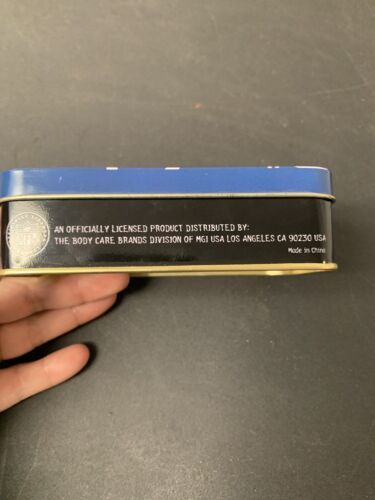 AN OFFICIALLY LICENSED PRODUCT DISTRIBUTED BY:
THE BODY CARE BRANDS DIVISION OF MGI USA LOS ANGELES CA 90230 USA
Made in China